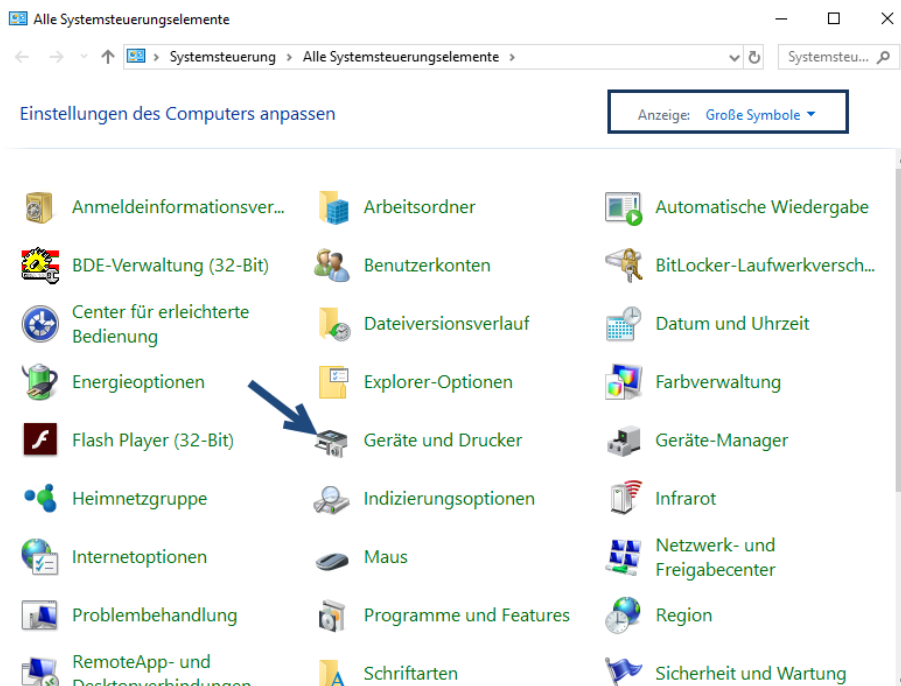 Alle Systemsteuerungselemente
Systemsteuerung > Alle Systemsteuerungselemente >
Systemsteu...
Einstellungen des Computers anpassen
Anzeige: Große Symbole
Anmeldeinformationsver...
Arbeitsordner
Automatische Wiedergabe
BDE-Verwaltung (32-Bit)
Benutzerkonten
BitLocker-Laufwerkversch...
Center für erleichterte
Bedienung
Dateiversionsverlauf
Datum und Uhrzeit
Energieoptionen
Explorer-Optionen
Farbverwaltung
Flash Player (32-Bit)
Geräte und Drucker
Geräte-Manager
Heimnetzgruppe
Indizierungsoptionen
Infrarot
Internetoptionen
Maus
Netzwerk- und
Freigabecenter
Problembehandlung
Programme und Features
Region
RemoteApp- und
Desktopverbindungen
Schriftarten
Sicherheit und Wartung